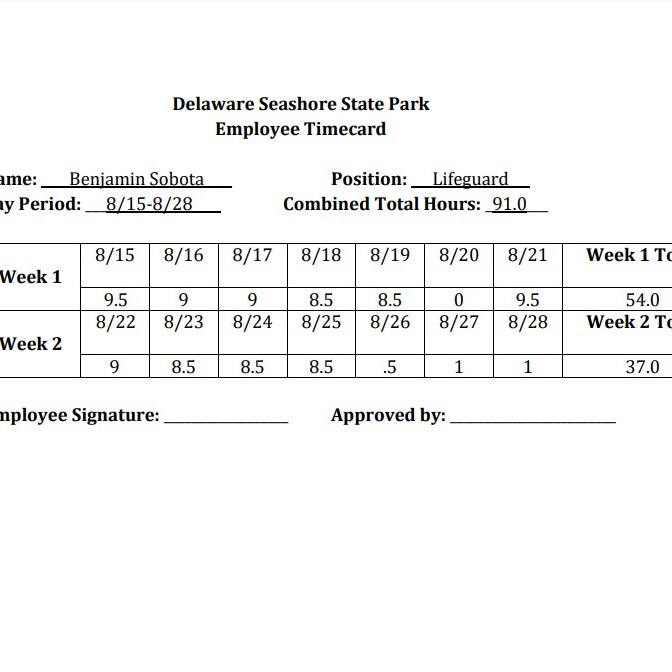 Delaware Seashore State Park
Employee Timecard
ame: Benjamin Sobota Position: Lifeguard
ay Period: 8/15-8/28 Combined Total Hours: 91.0
Week 1 8/15 8/16 8/17 8/18 8/19 8/20 8/21 Week 1 To
9.5 9 9 8.5 8.5 0 9.5 54.0
Week 2 8/22 8/23 8/24 8/25 8/26 8/27 8/28 Week 2 To
9 8.5 8.5 8.5 .5 1 1 37.0
mployee Signature: Approved by: